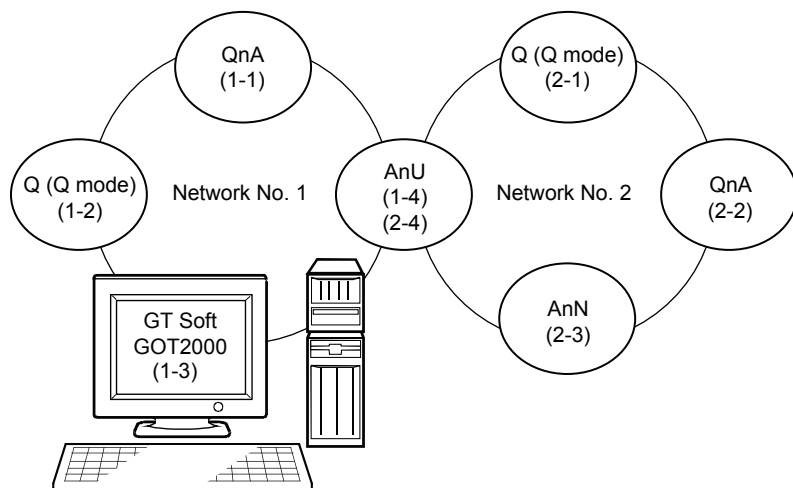 QnA
(1-1)
Q (Q mode)
(2-1)
Q (Q mode)
(1-2)
Network No. 1
AnU
(1-4)
(2-4)
Network No. 2
QnA
(2-2)
GT Soft
GOT2000
(1-3)
AnN
(2-3)